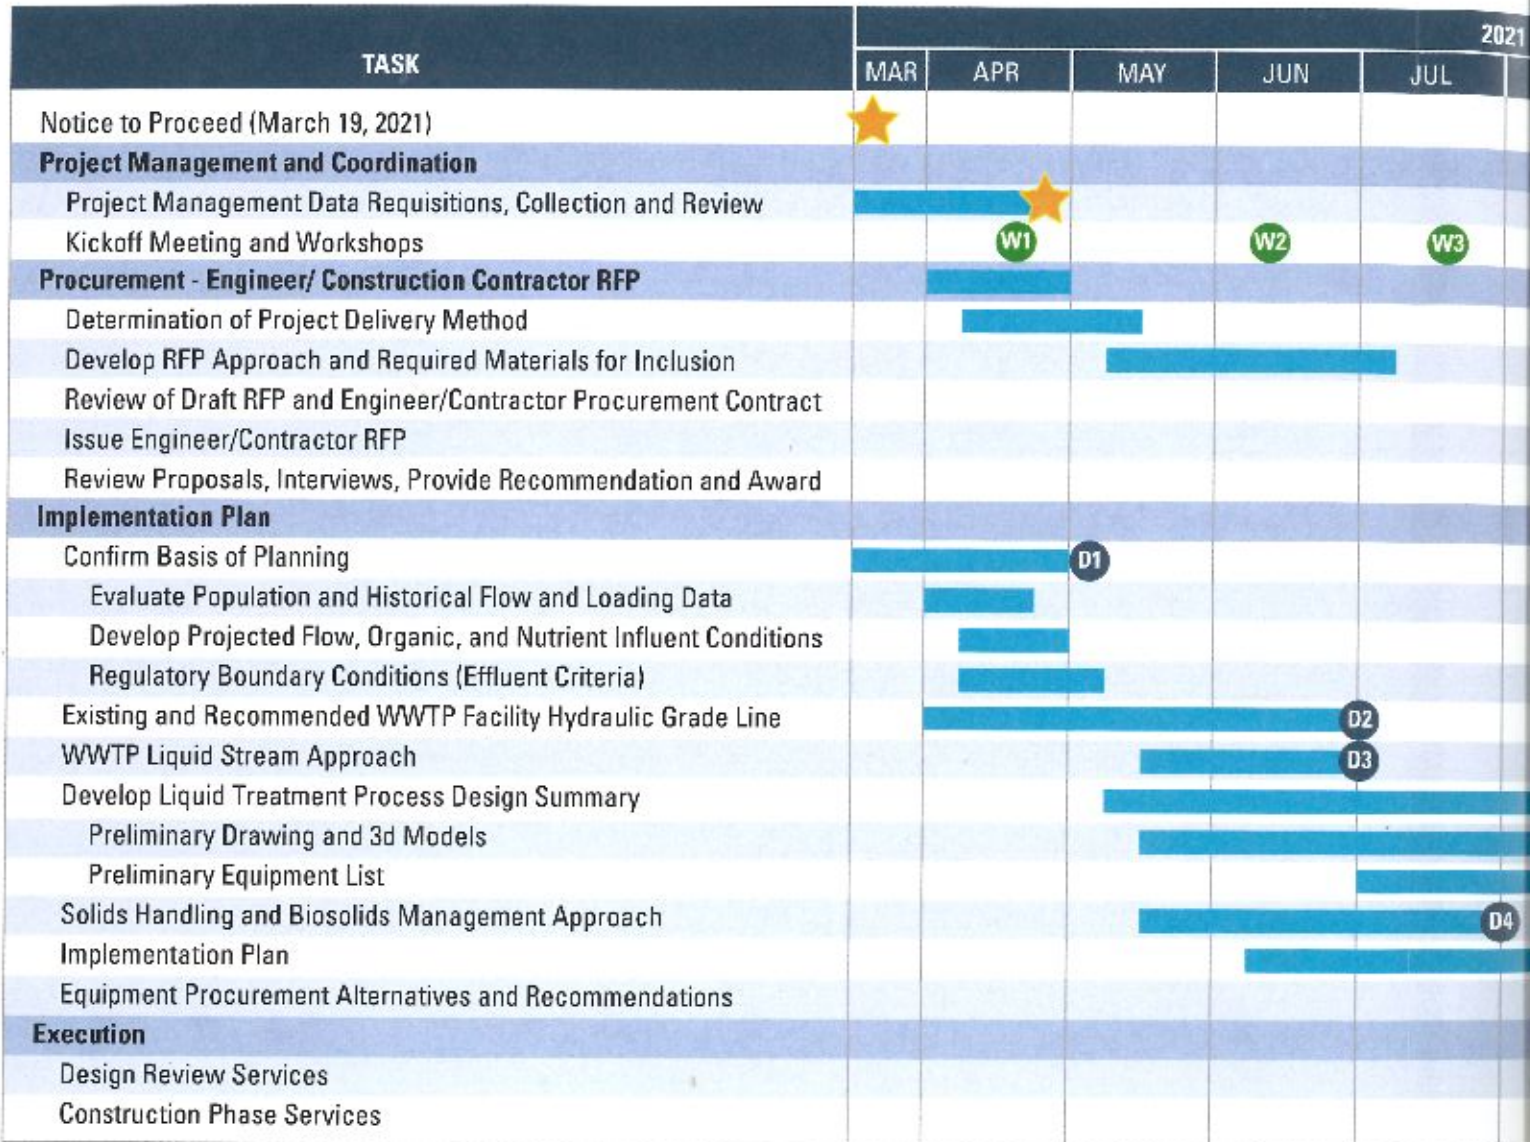 2021
TASK MAR APR MAY JUN JUL
Notice to Proceed (March 19, 2021)
Project Management and Coordination
Project Management Data Requisitions, Collection and Review
Kickoff Meeting and Workshops W1 W2 W3
Procurement - Engineer/ Construction Contractor RFP
Determination of Project Delivery Method
Develop RFP Approach and Required Materials for Inclusion
Review of Draft RFP and Engineer/Contractor Procurement Contract
Issue Engineer/Contractor RFP
Review Proposals, Interviews, Provide Recommendation and Award
Implementation Plan
Confirm Basis of Planning D1
Evaluate Population and Historical Flow and Loading Data
Develop Projected Flow, Organic, and Nutrient Influent Conditions
Regulatory Boundary Conditions (Effluent Criteria)
Existing and Recommended WWTP Facility Hydraulic Grade Line D2
WWTP Liquid Stream Approach D3
Develop Liquid Treatment Process Design Summary
Preliminary Drawing and 3d Models
Preliminary Equipment List
Solids Handling and Biosolids Management Approach D4
Implementation Plan
Equipment Procurement Alternatives and Recommendations
Execution
Design Review Services
Construction Phase Services